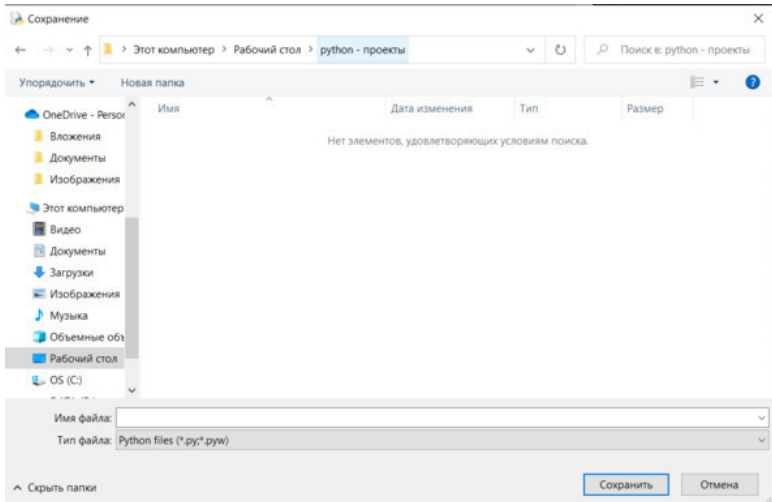 Сохранение
Этот компьютер > Рабочий стол > python - проекты
Поиск в: python - проекты
Упорядочить
Новая папка
Имя
Дата изменения
Тип
Размер
Нет элементов, удовлетворяющих условиям поиска.
OneDrive - Person
Вложения
Документы
Изображения
Этот компьютер
Видео
Документы
Загрузки
Изображения
Музыка
Объемные объ
Рабочий стол
OS (C:)
Имя файла:
Тип файла: Python files (*.py;*.pyw)
Скрыть папки
Сохранить
Отмена